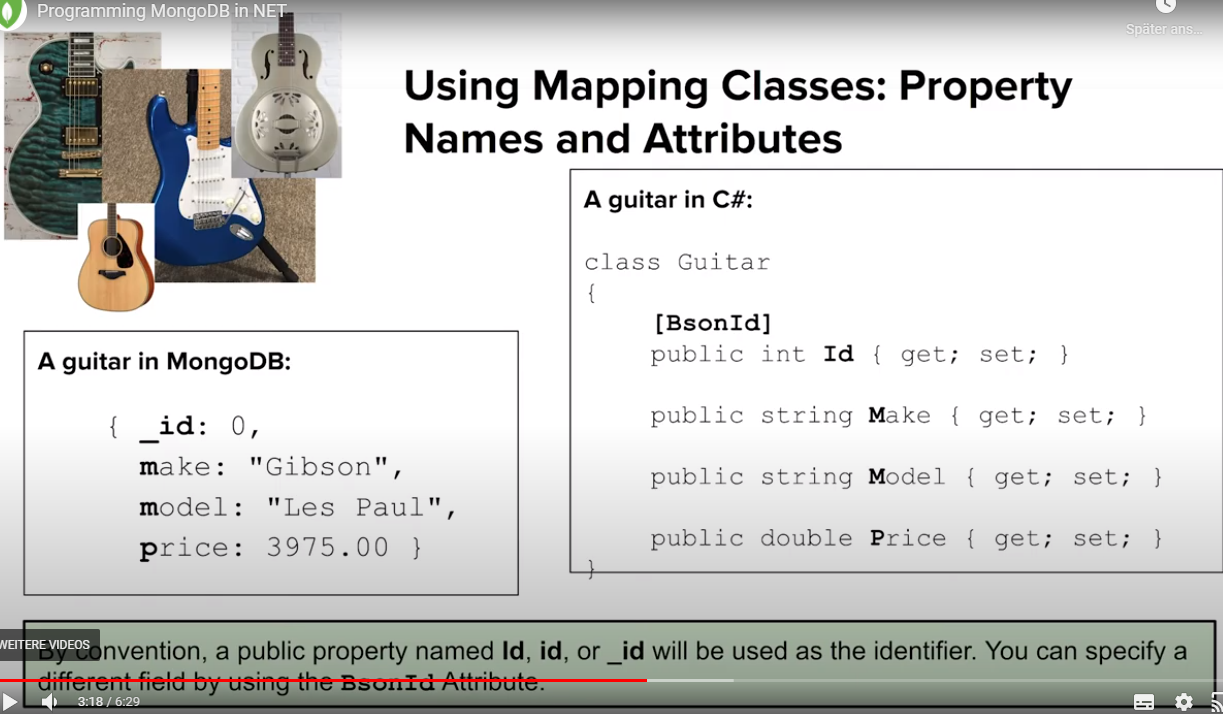 Programming MongoDB in NET
Später ans...
Using Mapping Classes: Property
Names and Attributes
A guitar in C#:
class Guitar
{
[BsonId]
public int Id { get; set; }
public string Make { get; set; }
public string Model { get; set; }
public double Price { get; set; }
}
A guitar in MongoDB:
{ _id: 0,
make: "Gibson",
model: "Les Paul",
price: 3975.00 }
WEITERE VIDEOS
By convention, a public property named Id, id, or _id will be used as the identifier. You can specify a
different field by using the BsonId Attribute.
3:18 / 6:29